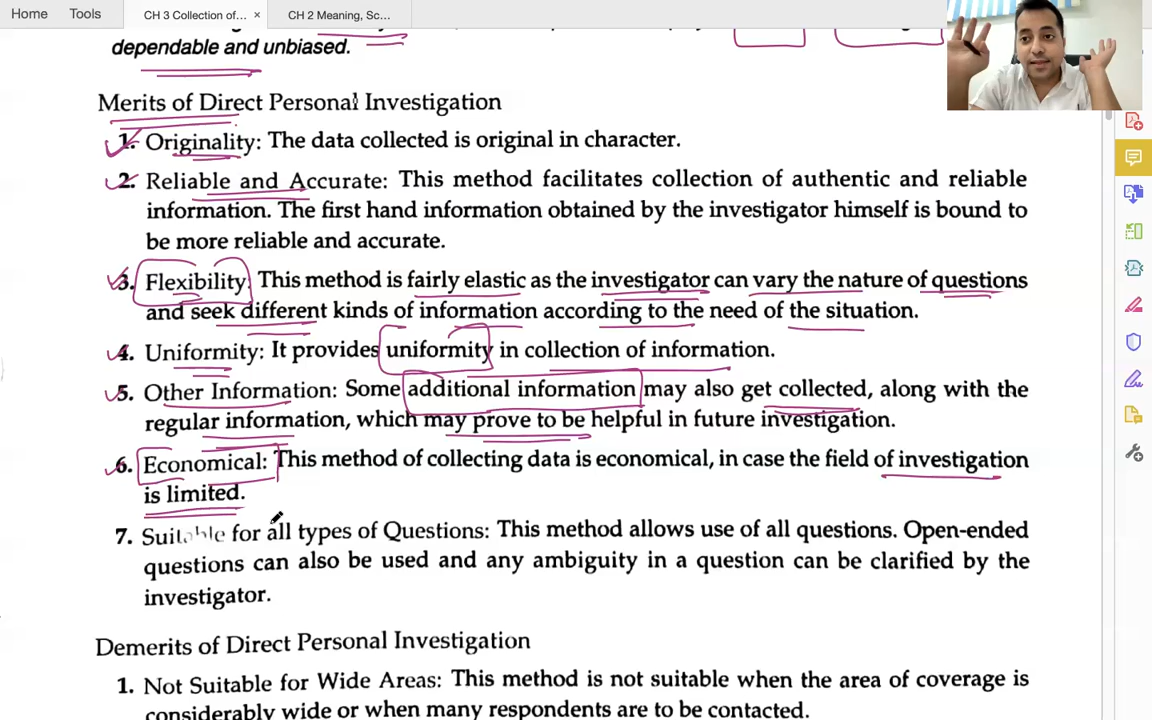 Home Tools CH 3 Collection of... × CH 2 Meaning, Sc...
dependable and unbiased.
Merits of Direct Personal Investigation
1. Originality: The data collected is original in character.
2. Reliable and Accurate: This method facilitates collection of authentic and reliable
information. The first hand information obtained by the investigator himself is bound to
be more reliable and accurate.
3. Flexibility: This method is fairly elastic as the investigator can vary the nature of questions
and seek different kinds of information according to the need of the situation.
4. Uniformity: It provides uniformity in collection of information.
5. Other Information: Some additional information may also get collected, along with the
regular information, which may prove to be helpful in future investigation.
6. Economical: This method of collecting data is economical, in case the field of investigation
is limited.
7. Suitable for all types of Questions: This method allows use of all questions. Open-ended
questions can also be used and any ambiguity in a question can be clarified by the
investigator.
Demerits of Direct Personal Investigation
1. Not Suitable for Wide Areas: This method is not suitable when the area of coverage is
considerably wide or when many respondents are to be contacted.